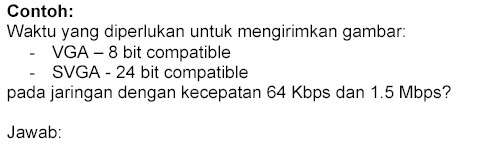 Contoh:
Waktu yang diperlukan untuk mengirimkan gambar:
- VGA – 8 bit compatible
- SVGA - 24 bit compatible
pada jaringan dengan kecepatan 64 Kbps dan 1.5 Mbps?
Jawab: